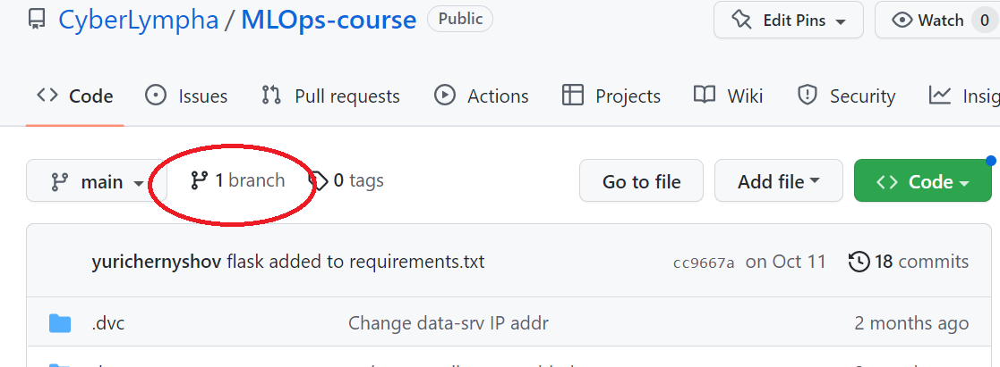 CyberLympha / MLOps-course Public Edit Pins Watch 0
Code Issues Pull requests Actions Projects Wiki Security
main 1 branch 0 tags Go to file Add file Code
yurichernyshov flask added to requirements.txt cc9667a on Oct 11 18 commits
.dvc Change data-srv IP addr 2 months ago